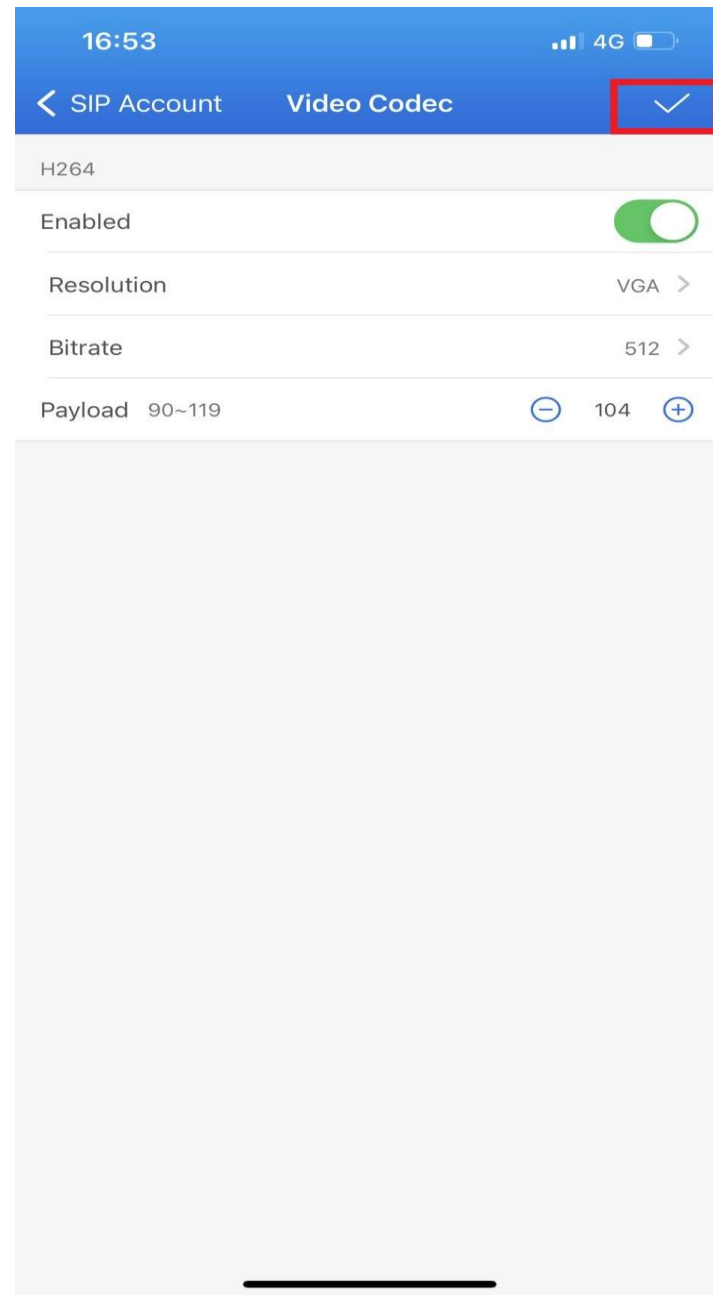 16:53 4G
SIP Account Video Codec
H264
Enabled
Resolution VGA
Bitrate 512
Payload 90~119 104